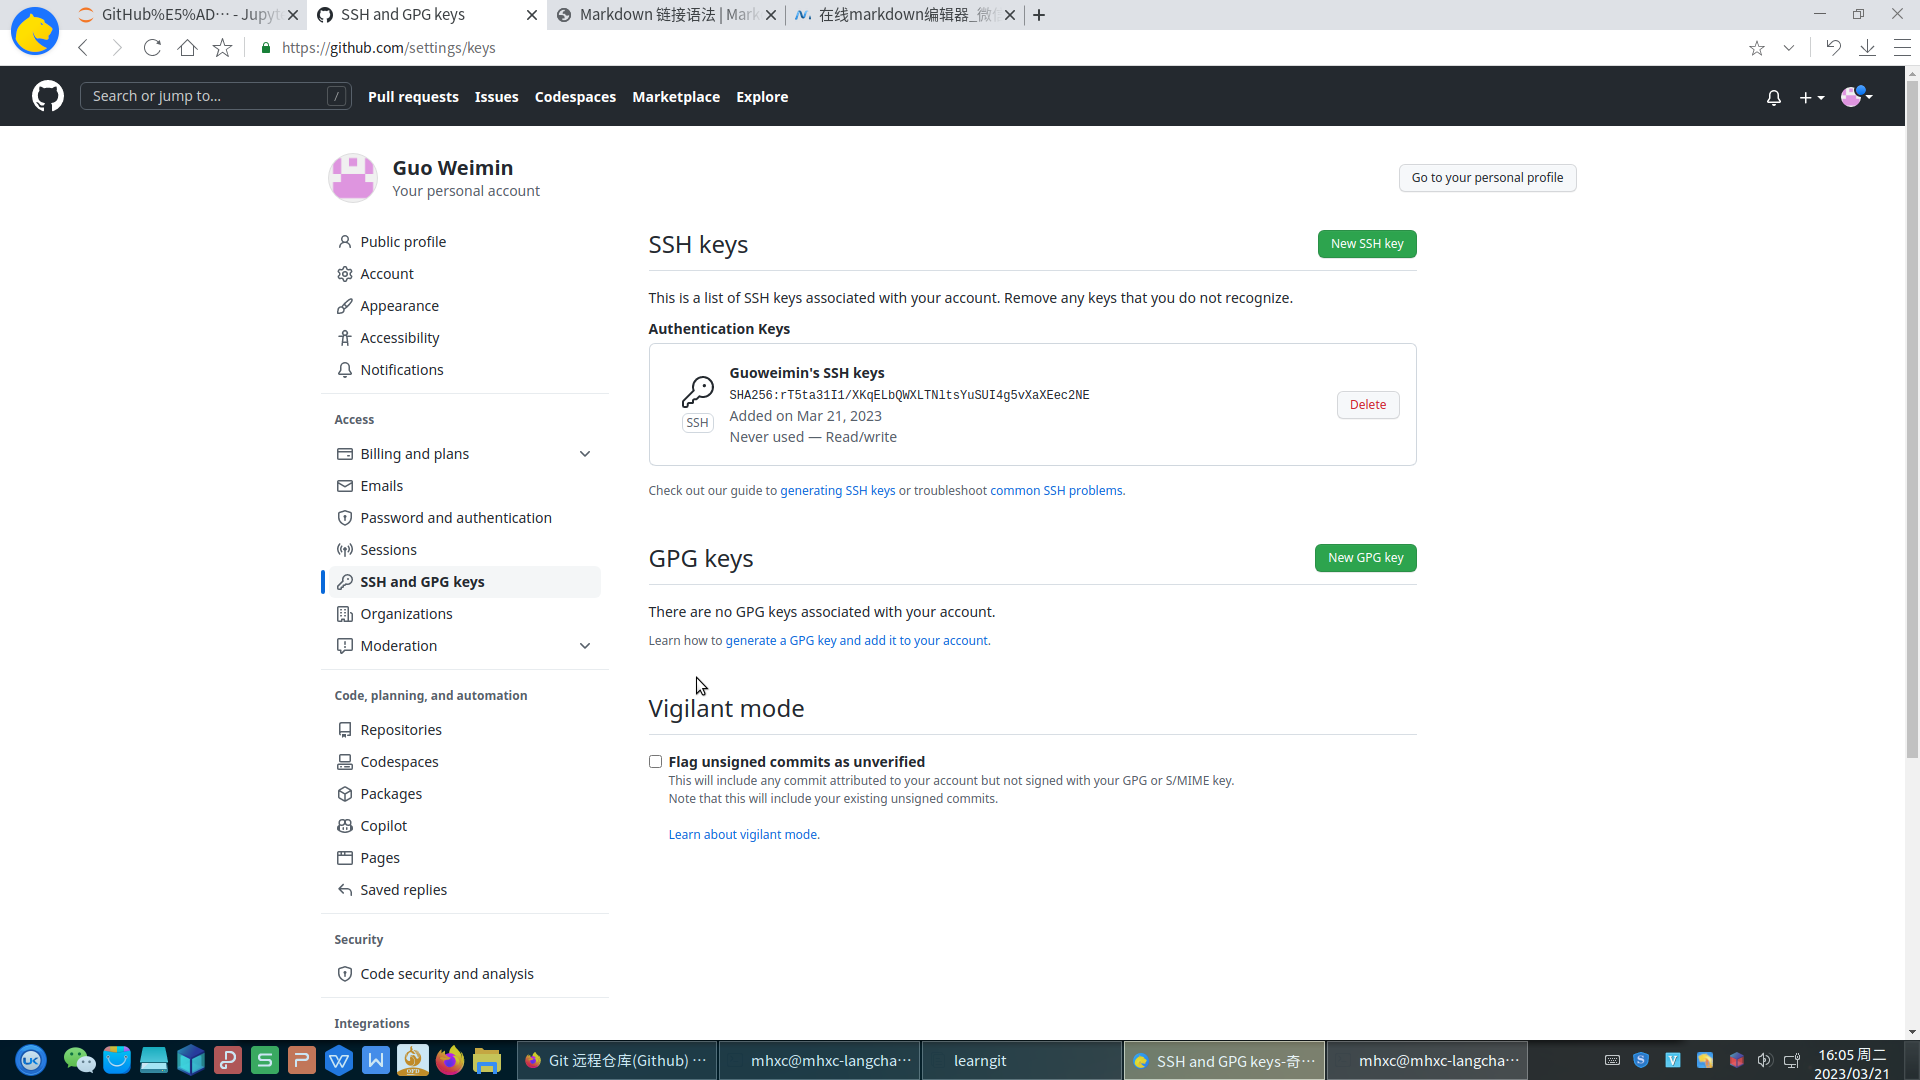 GitHub%E5%AD··· - Jupyt
SSH and GPG keys
Markdown 链接语法 | Mark
在线markdown编辑器_微信
https://github.com/settings/keys
Search or jump to...
/
Pull requests
Issues
Codespaces
Marketplace
Explore
Guo Weimin
Your personal account
Go to your personal profile
Public profile
Account
Appearance
Accessibility
Notifications
Access
Billing and plans
Emails
Password and authentication
Sessions
SSH and GPG keys
Organizations
Moderation
Code, planning, and automation
Repositories
Codespaces
Packages
Copilot
Pages
Saved replies
Security
Code security and analysis
Integrations
SSH keys
New SSH key
This is a list of SSH keys associated with your account. Remove any keys that you do not recognize.
Authentication Keys
Guoweimin's SSH keys
SHA256:rT5ta31I1/XKqELbQWXLTNltsYuSUI4g5vXaXEec2NE
SSH
Added on Mar 21, 2023
Never used — Read/write
Delete
Check out our guide to generating SSH keys or troubleshoot common SSH problems.
GPG keys
New GPG key
There are no GPG keys associated with your account.
Learn how to generate a GPG key and add it to your account.
Vigilant mode
Flag unsigned commits as unverified
This will include any commit attributed to your account but not signed with your GPG or S/MIME key.
Note that this will include your existing unsigned commits.
Learn about vigilant mode.
Git 远程仓库(Github) ···
mhxc@mhxc-langcha···
learngit
SSH and GPG keys-奇···
mhxc@mhxc-langcha···
16:05 周二
2023/03/21